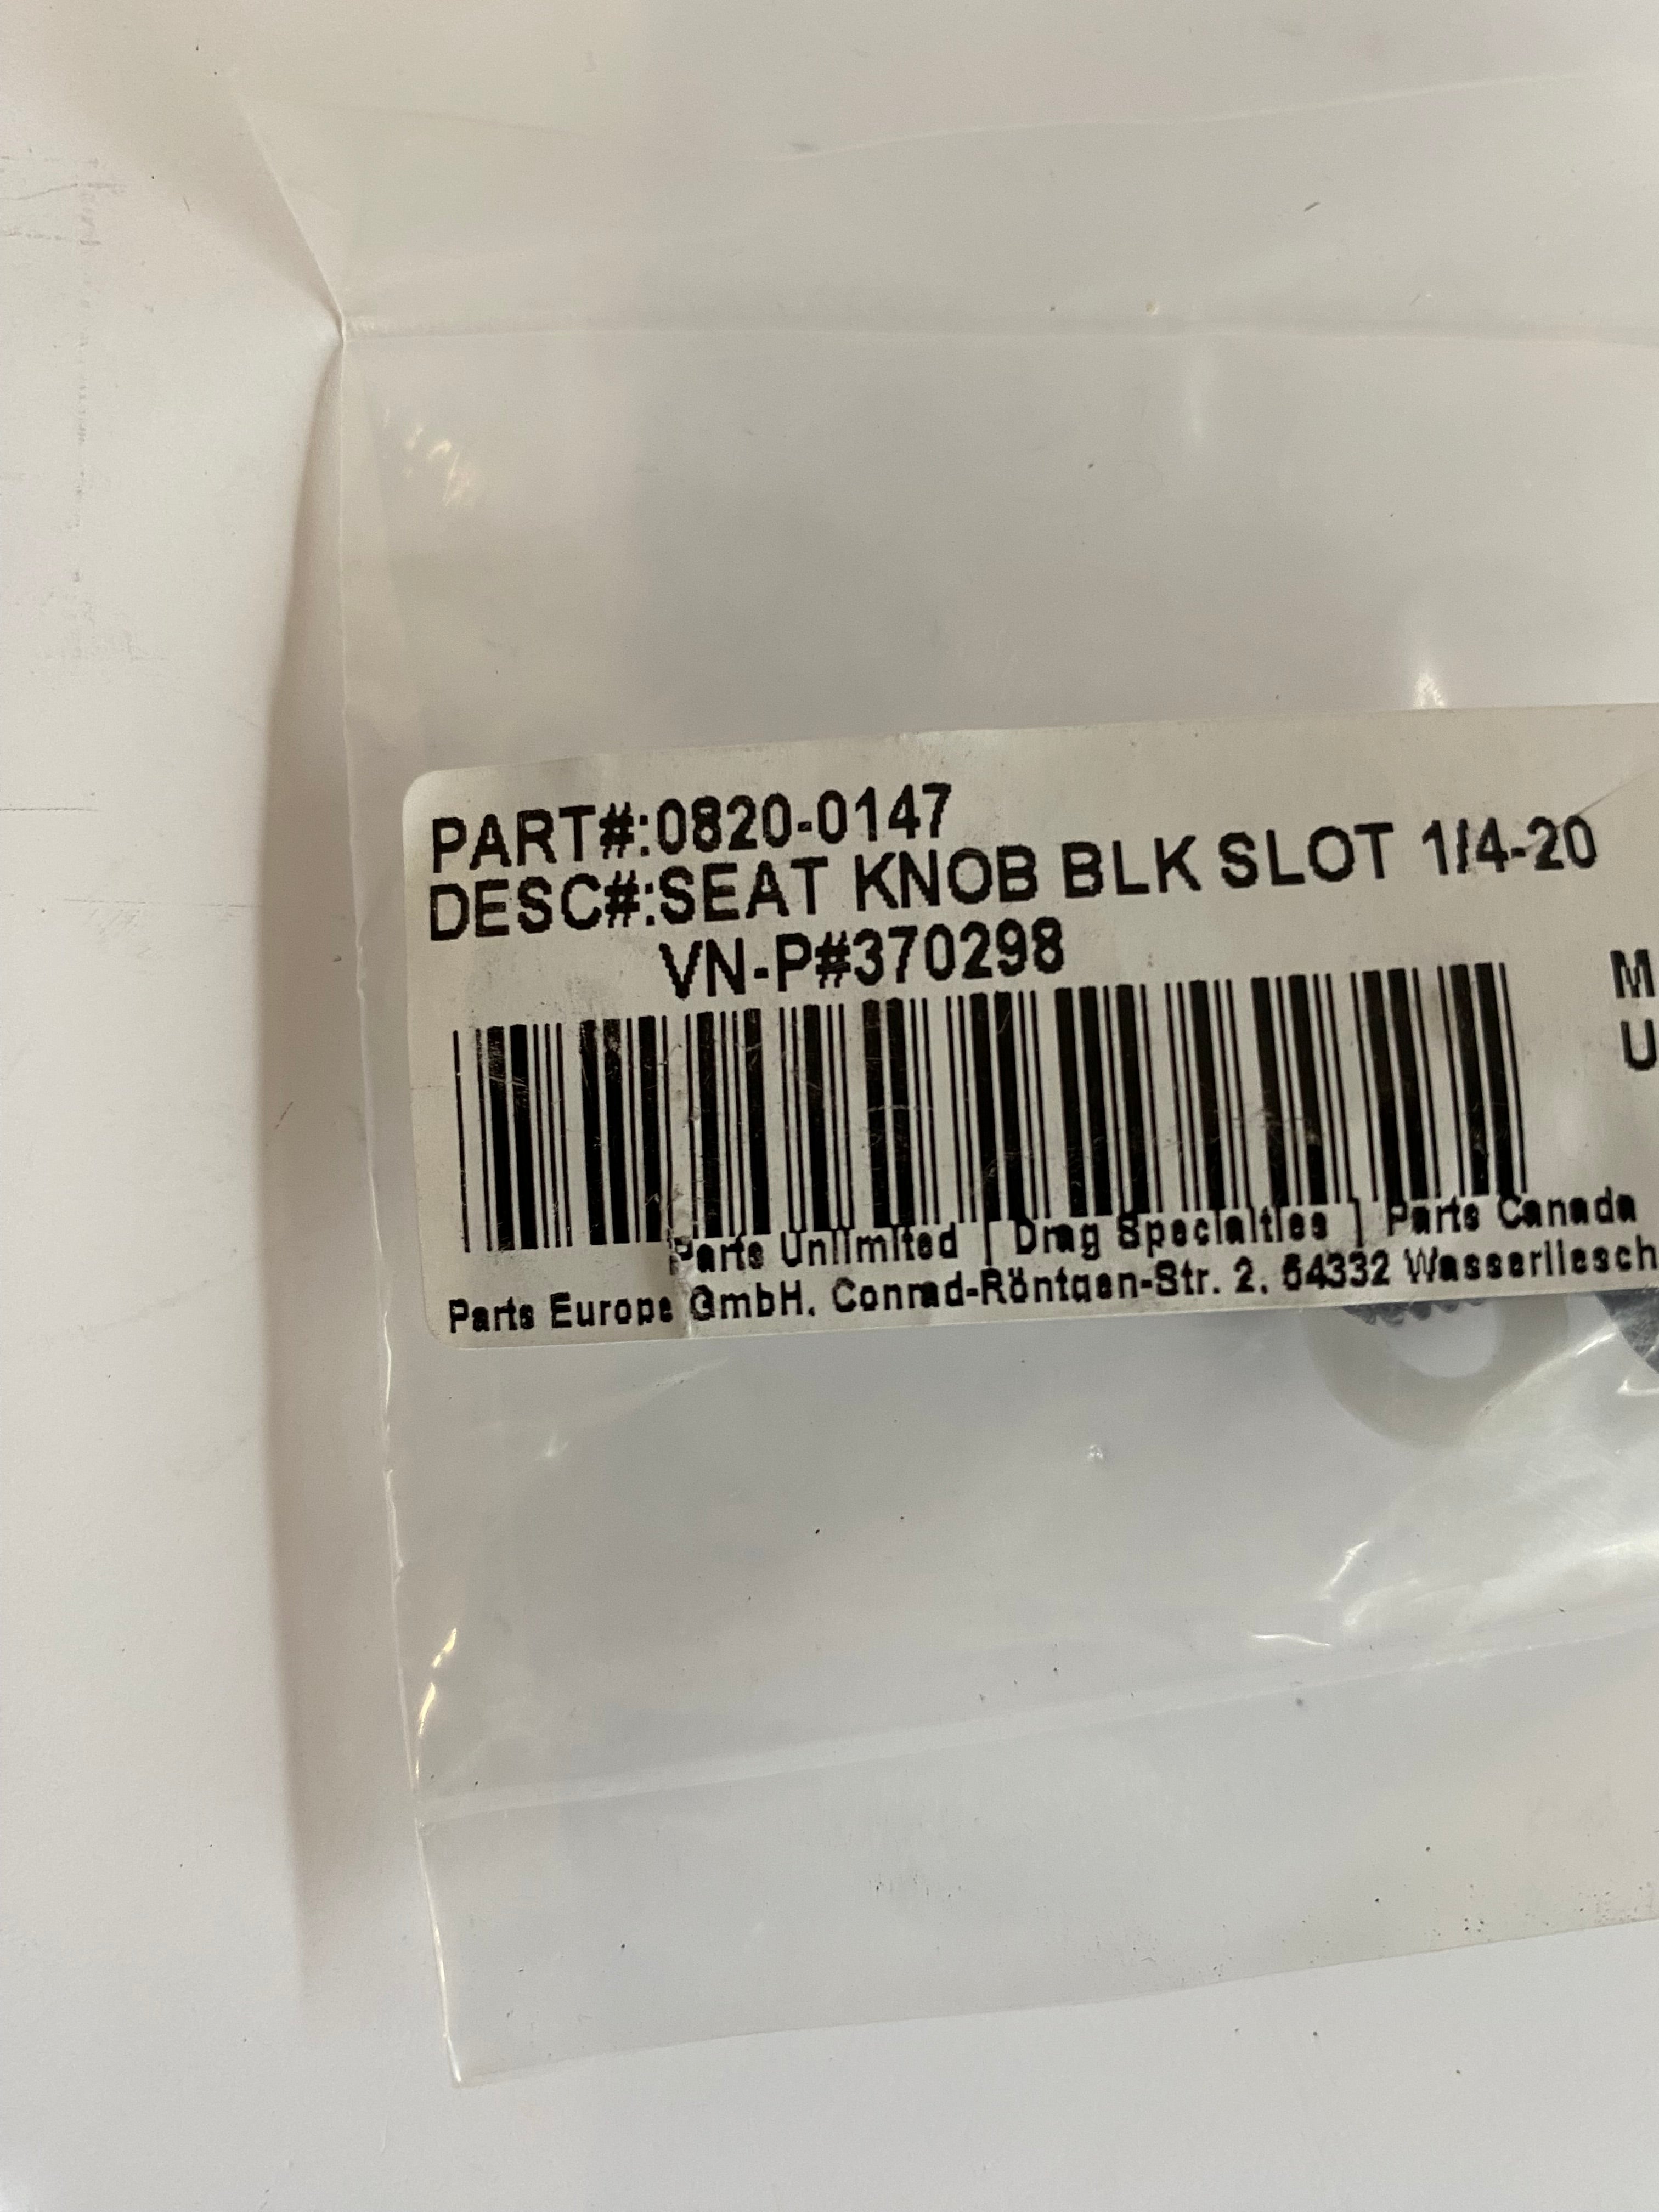 PART#:0820-0147
DESC#:SEAT KNOB BLK SLOT 1/4-20
VN-P#370298
M
U
Parts Unlimited | Drag Specialties | Parts Canada
Parts Europe GmbH, Conrad-Röntgen-Str. 2, 54332 Wasserliesch